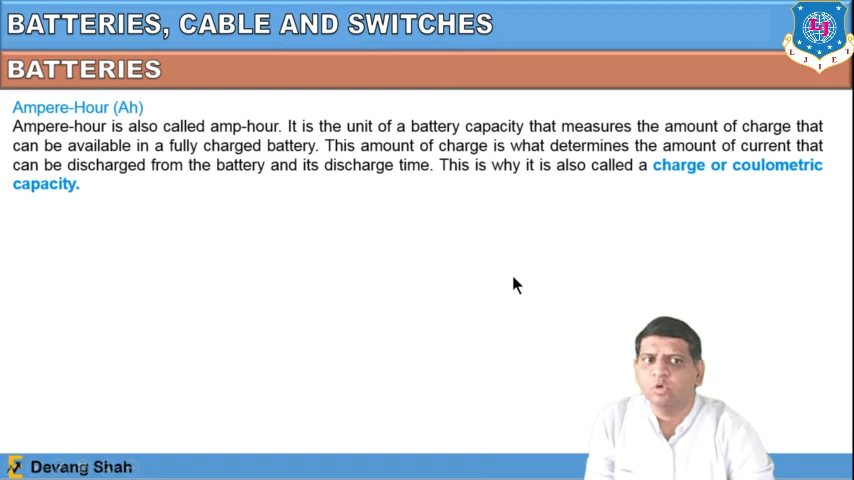 BATTERIES, CABLE AND SWITCHES
BATTERIES
LJ
L J I E T
Ampere-Hour (Ah)
Ampere-hour is also called amp-hour. It is the unit of a battery capacity that measures the amount of charge that
can be available in a fully charged battery. This amount of charge is what determines the amount of current that
can be discharged from the battery and its discharge time. This is why it is also called a charge or coulometric
capacity.
Devang Shah